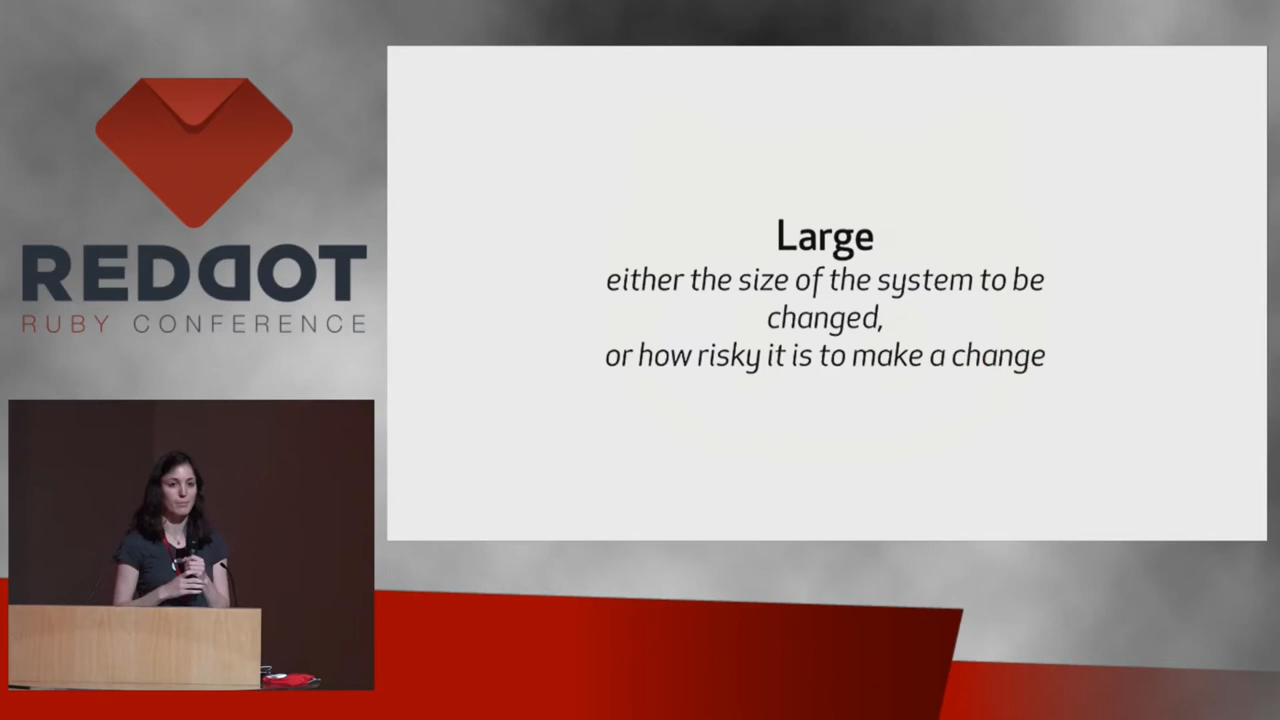 REDDOT
RUBY CONFERENCE
Large
either the size of the system to be
changed,
or how risky it is to make a change